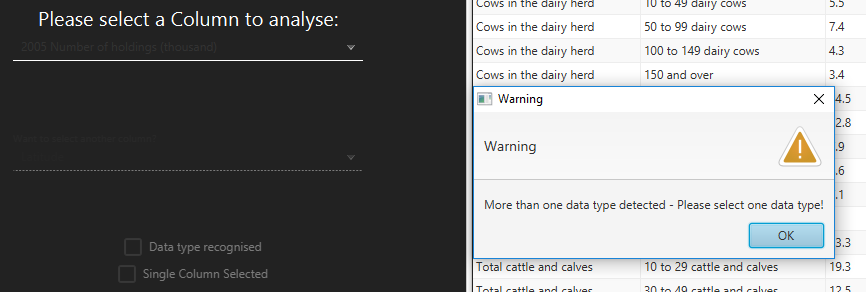 Please select a Column to analyse:
2005 Number of holdings (thousand)
Data type recognised
Single Column Selected
Cows in the dairy herd 10 to 49 dairy cows 5.5
Cows in the dairy herd 50 to 99 dairy cows 7.4
Cows in the dairy herd 100 to 149 dairy cows 4.3
Cows in the dairy herd 150 and over 3.4
4.5
2.8
.9
.6
.1
3.3
Total cattle and calves 10 to 29 cattle and calves 19.3
Total cattle and calves 30 to 49 cattle and calves 12.5
Warning
Warning
More than one data type detected - Please select one data type!
OK